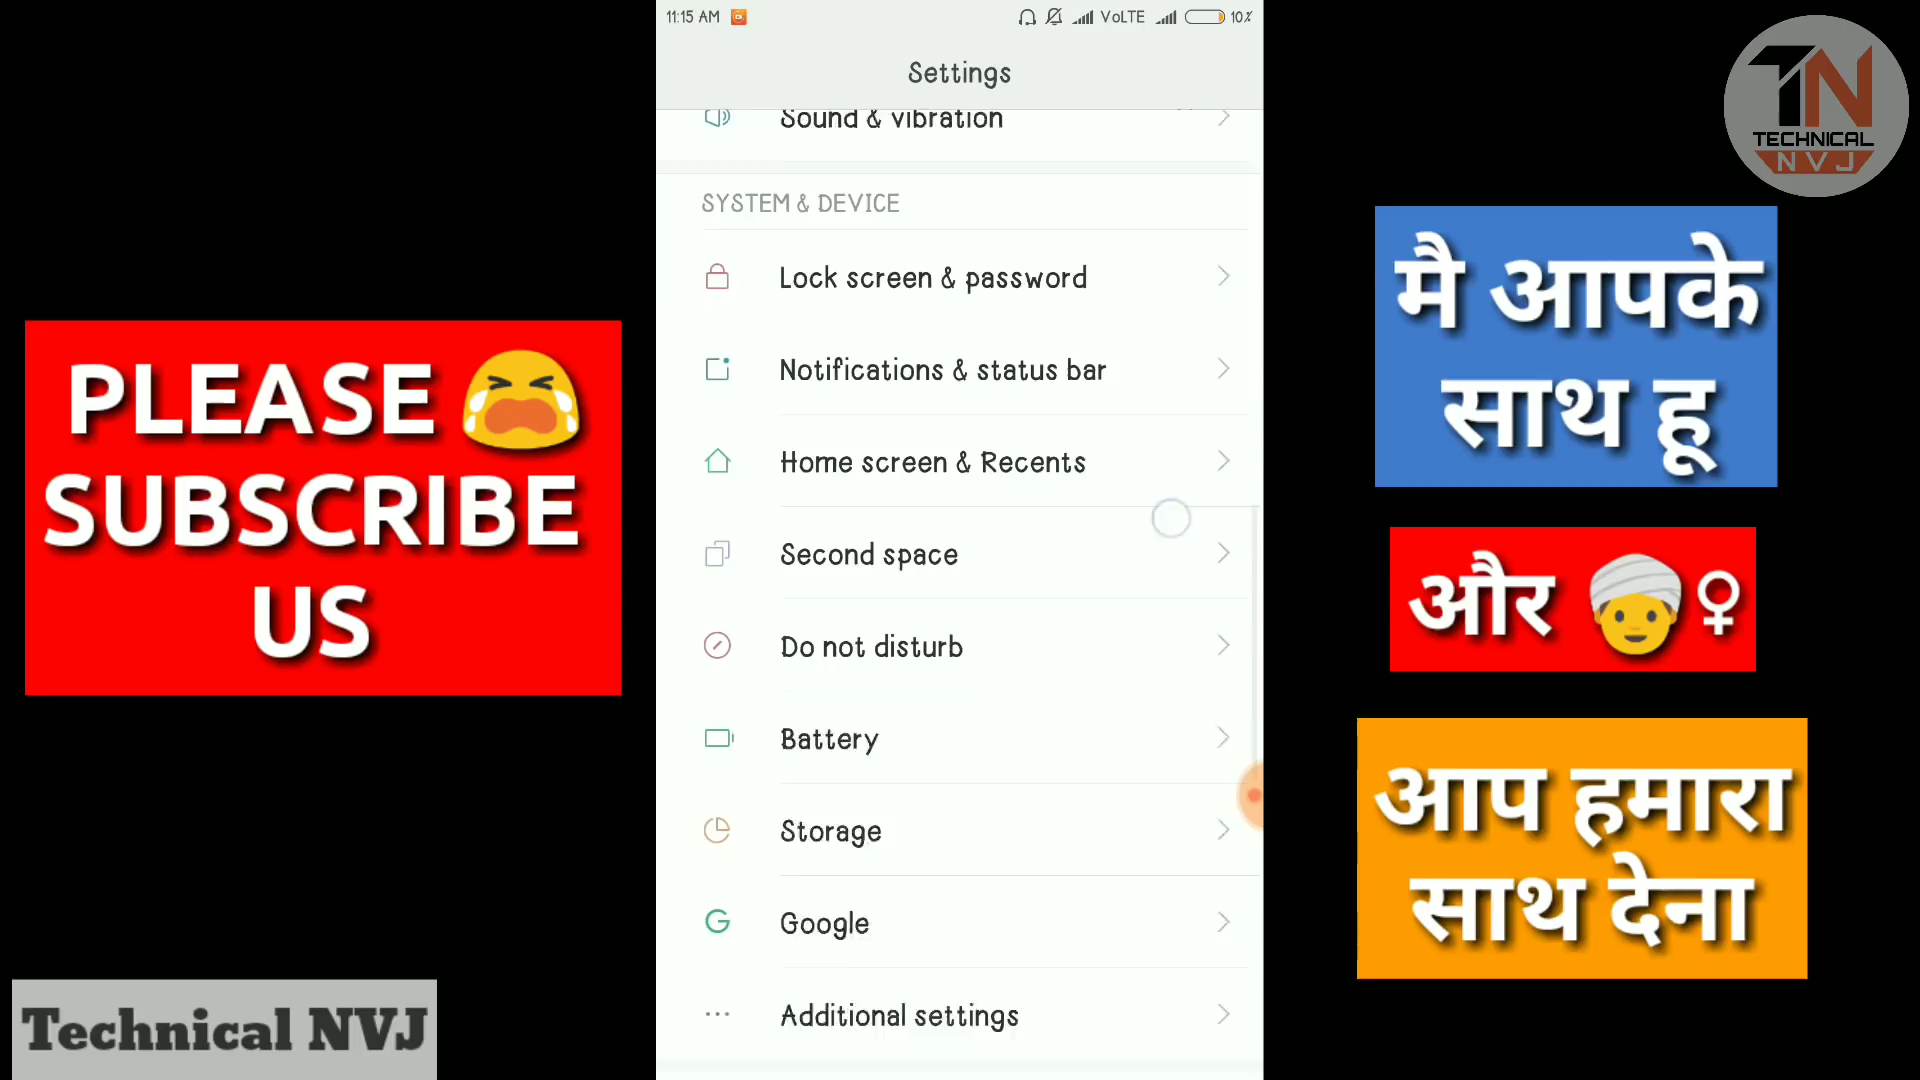 11:15 AM
VoLTE
10%
Settings
Sound & vibration
SYSTEM & DEVICE
Lock screen & password
Notifications & status bar
Home screen & Recents
Second space
Do not disturb
Battery
Storage
Google
Additional settings
PLEASE 😭
SUBSCRIBE
US
Technical NVJ
TN
TECHNICAL
NVJ
मै आपके
साथ हू
और 👳♀
आप हमारा
साथ देना